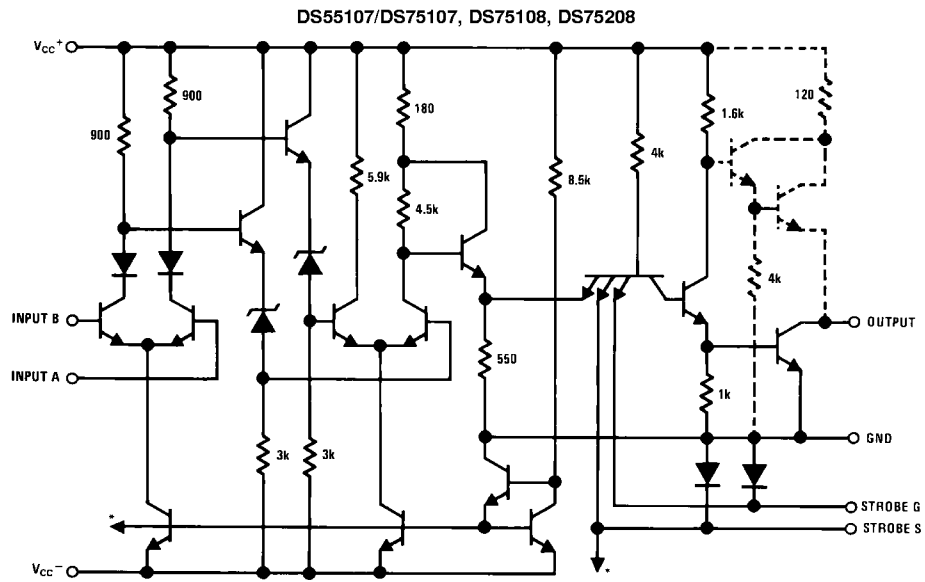 DS55107/DS75107, DS75108, DS75208
VCC+
900
900
180
1.6k
120
5.9k
8.5k
4k
4.5k
4k
INPUT B
OUTPUT
INPUT A
550
1k
GND
3k
3k
*
STROBE G
STROBE S
VCC−
*